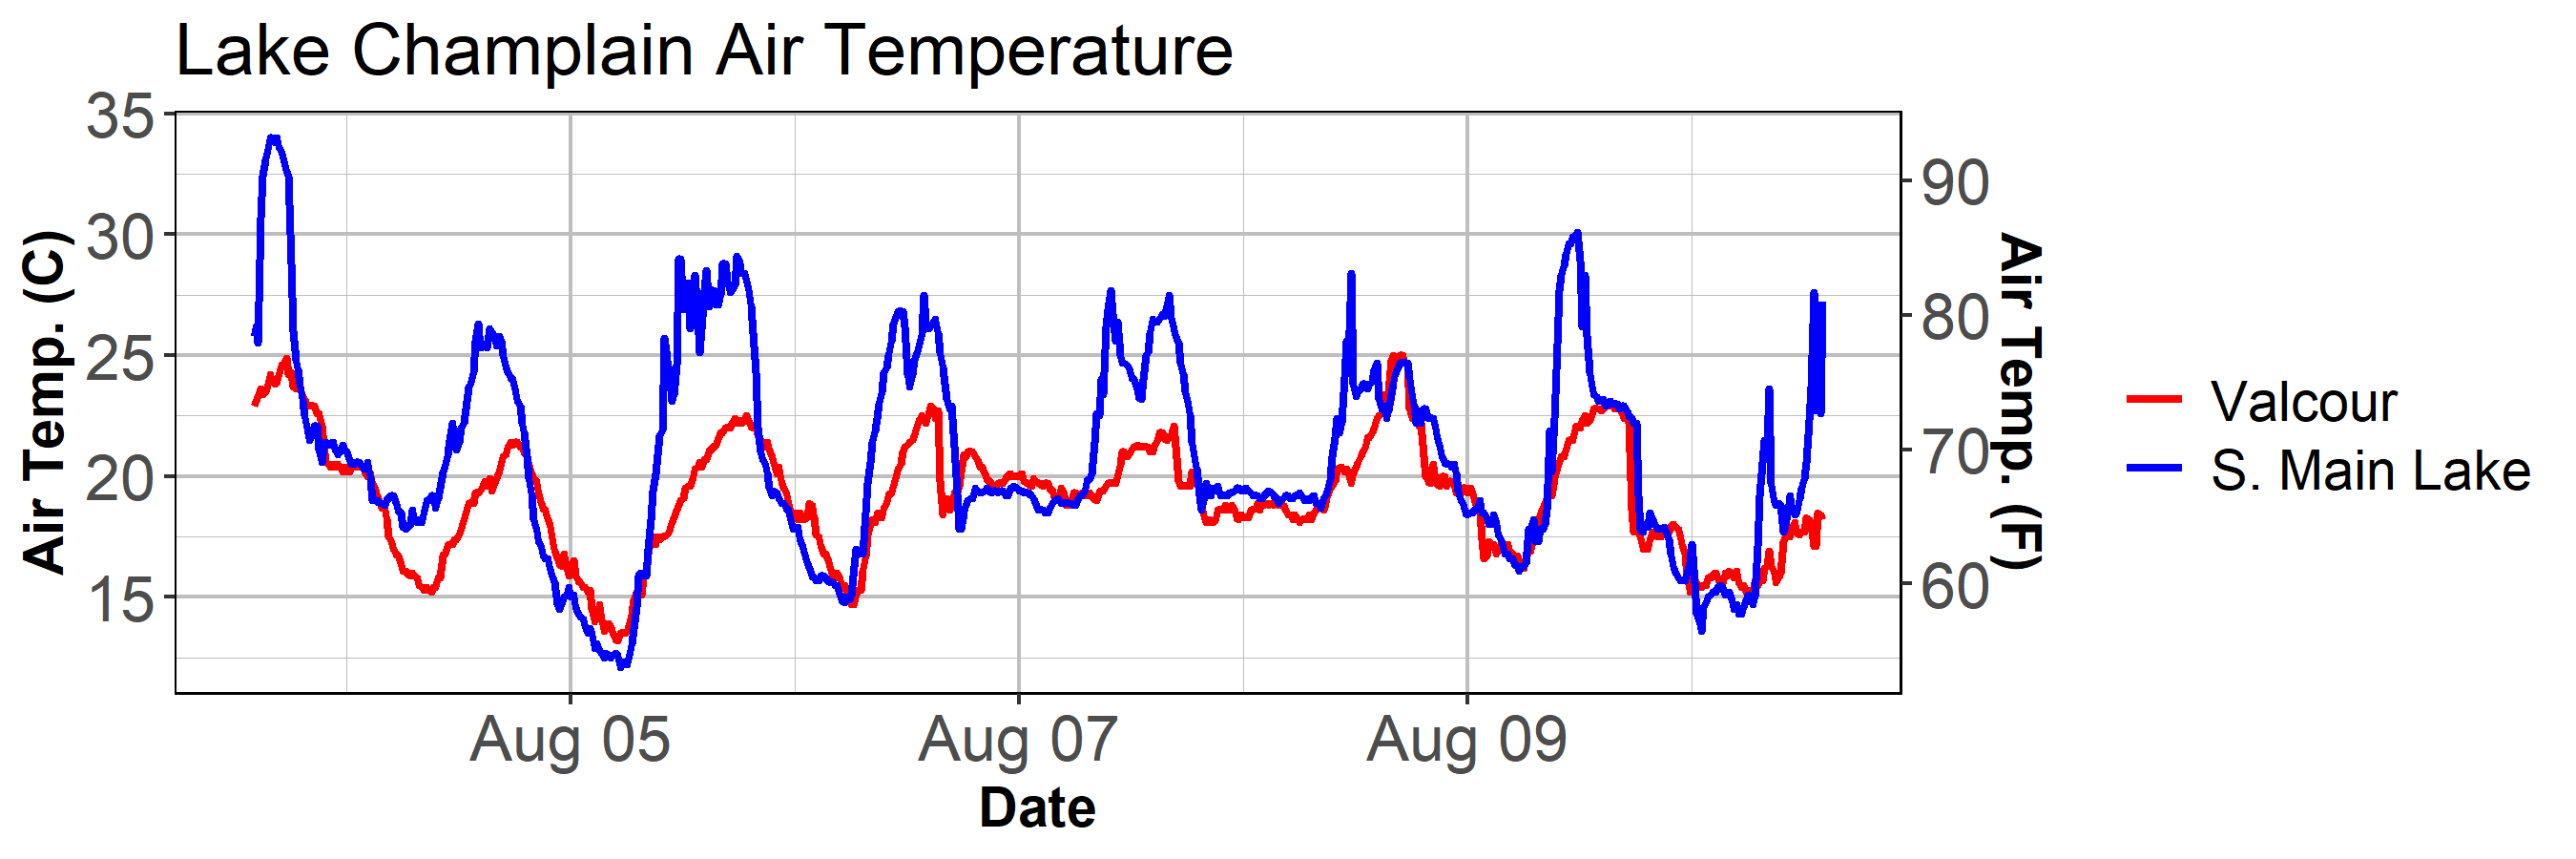 Lake Champlain Air Temperature
35
30
25
20
15
Air Temp. (C)
90
80
70
60
Air Temp. (F)
Aug 05
Aug 07
Aug 09
Date
Valcour
S. Main Lake